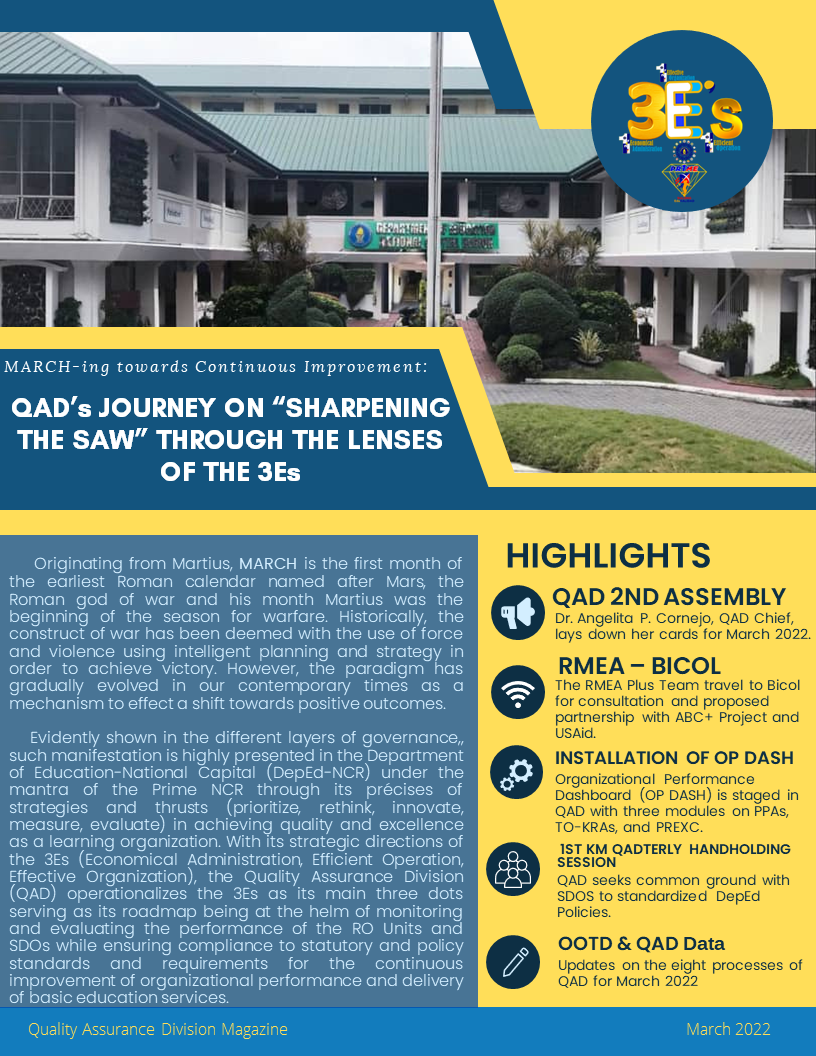 3E's
MARCH-ing towards Continuous Improvement:
QAD's JOURNEY ON “SHARPENING
THE SAW” THROUGH THE LENSES
OF THE 3Es
Originating from Martius, MARCH is the first month of
the earliest Roman calendar named after Mars, the
Roman god of war and his month Martius was the
beginning of the season for warfare. Historically, the
construct of war has been deemed with the use of force
and violence using intelligent planning and strategy in
order to achieve victory. However, the paradigm has
gradually evolved in our contemporary times as a
mechanism to effect a shift towards positive outcomes.
Evidently shown in the different layers of governance,,
such manifestation is highly presented in the Department
of Education-National Capital (DepEd-NCR) under the
mantra of the Prime NCR through its précises of
strategies and thrusts (prioritize, rethink, innovate,
measure, evaluate) in achieving quality and excellence
as a learning organization. With its strategic directions of
the 3Es (Economical Administration, Efficient Operation,
Effective Organization), the Quality Assurance Division
(QAD) operationalizes the 3Es as its main three dots
serving as its roadmap being at the helm of monitoring
and evaluating the performance of the RO Units and
SDOs while ensuring compliance to statutory and policy
standards and requirements for the continuous
improvement of organizational performance and delivery
of basic education services.
HIGHLIGHTS
QAD 2ND ASSEMBLY
Dr. Angelita P. Cornejo, QAD Chief,
lays down her cards for March 2022.
RMEA – BICOL
The RMEA Plus Team travel to Bicol
for consultation and proposed
partnership with ABC+ Project and
USAid.
INSTALLATION OF OP DASH
Organizational Performance
Dashboard (OP DASH) is staged in
QAD with three modules on PPAs,
TO-KRAs, and PREXC.
1ST KM QADTERLY HANDHOLDING
SESSION
QAD seeks common ground with
SDOS to standardized DepEd
Policies.
OOTD & QAD Data
Updates on the eight processes of
QAD for March 2022
Quality Assurance Division Magazine
March 2022